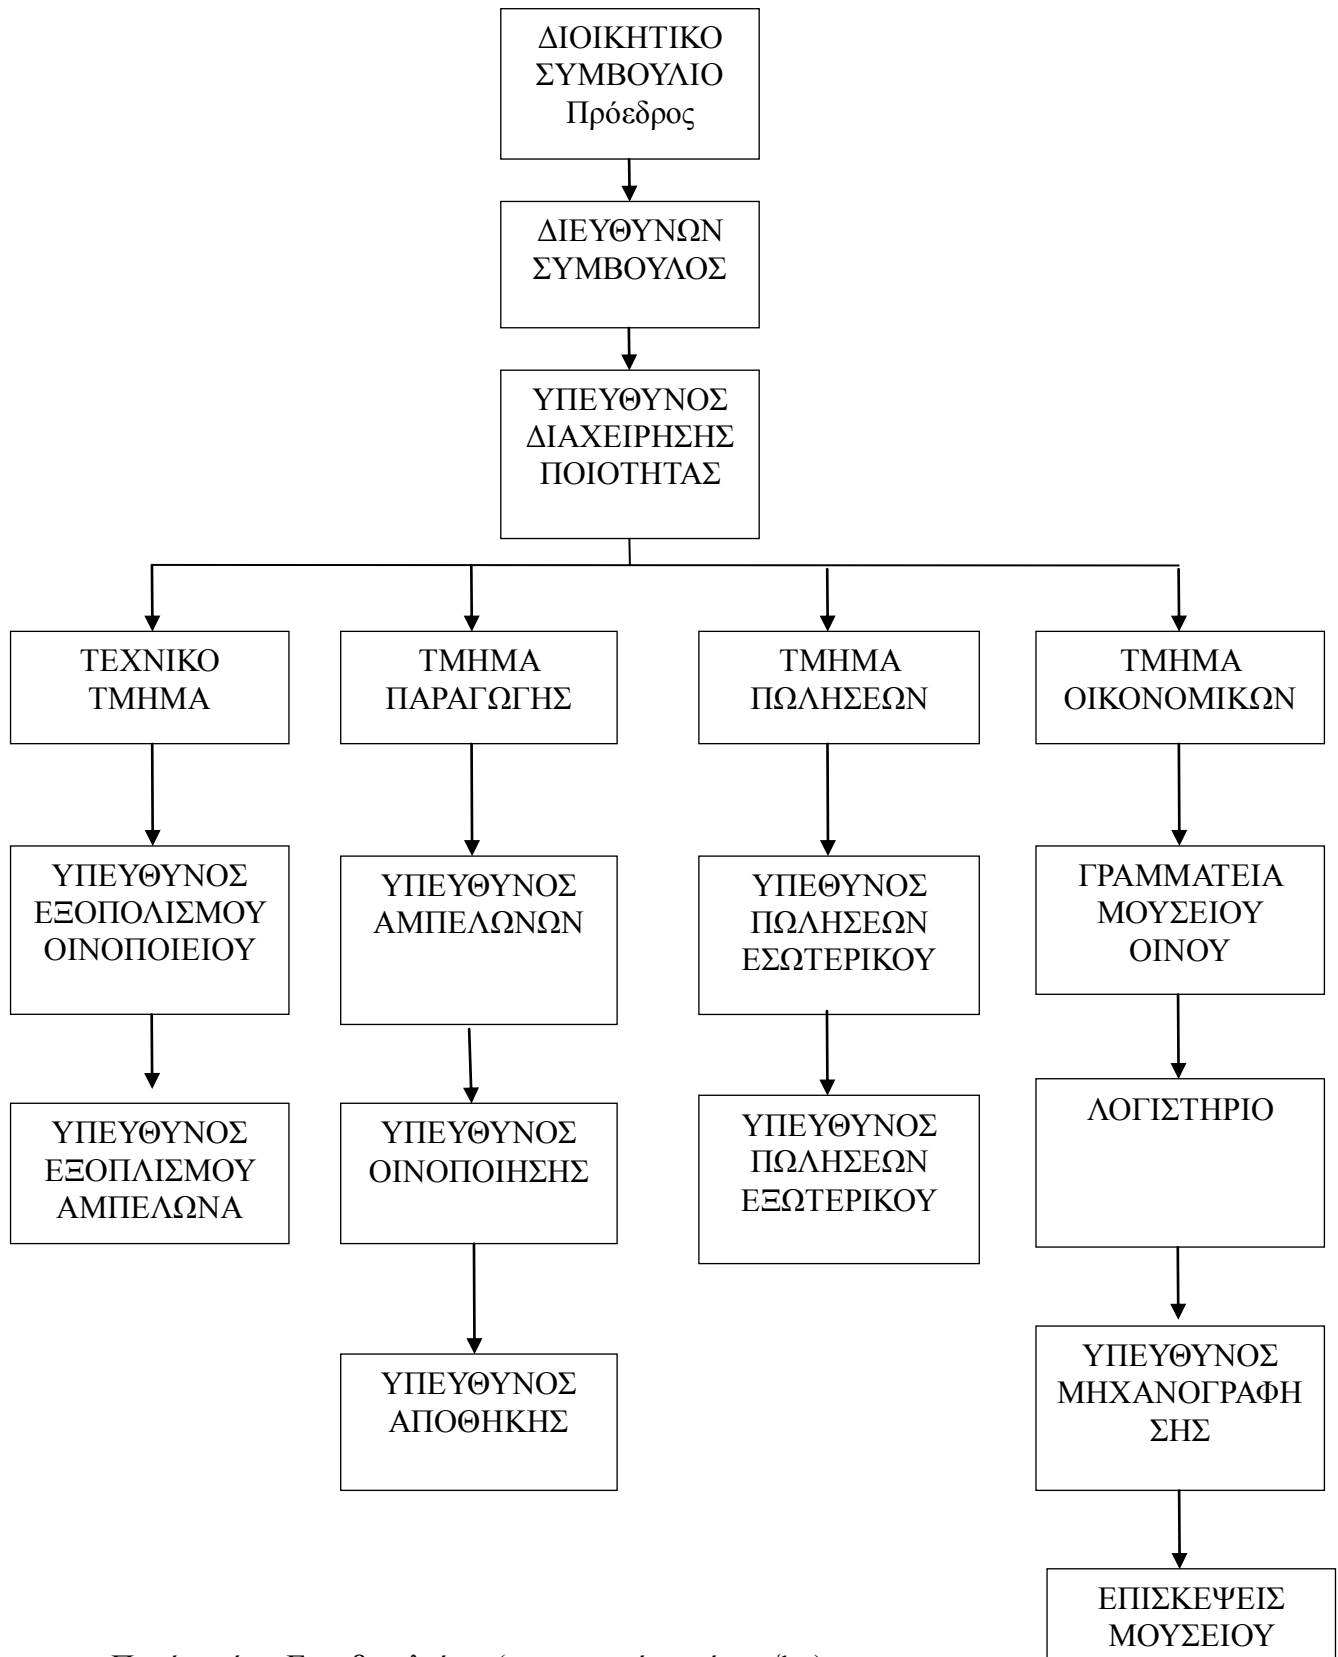 ΔΙΟΙΚΗΤΙΚΟ
ΣΥΜΒΟΥΛΙΟ
Πρόεδρος
ΔΙΕΥΘΥΝΩΝ
ΣΥΜΒΟΥΛΟΣ
ΥΠΕΥΘΥΝΟΣ
ΔΙΑΧΕΙΡΗΣΗΣ
ΠΟΙΟΤΗΤΑΣ
ΤΕΧΝΙΚΟ
ΤΜΗΜΑ
ΤΜΗΜΑ
ΠΑΡΑΓΩΓΗΣ
ΤΜΗΜΑ
ΠΩΛΗΣΕΩΝ
ΤΜΗΜΑ
ΟΙΚΟΝΟΜΙΚΩΝ
ΥΠΕΥΘΥΝΟΣ
ΕΞΟΠΟΛΙΣΜΟΥ
ΟΙΝΟΠΟΙΕΙΟΥ
ΥΠΕΥΘΥΝΟΣ
ΑΜΠΕΛΩΝΩΝ
ΥΠΕΘΥΝΟΣ
ΠΩΛΗΣΕΩΝ
ΕΣΩΤΕΡΙΚΟΥ
ΓΡΑΜΜΑΤΕΙΑ
ΜΟΥΣΕΙΟΥ
ΟΙΝΟΥ
ΥΠΕΥΘΥΝΟΣ
ΕΞΟΠΛΙΣΜΟΥ
ΑΜΠΕΛΩΝΑ
ΥΠΕΥΘΥΝΟΣ
ΟΙΝΟΠΟΙΗΣΗΣ
ΥΠΕΥΘΥΝΟΣ
ΠΩΛΗΣΕΩΝ
ΕΞΩΤΕΡΙΚΟΥ
ΛΟΓΙΣΤΗΡΙΟ
ΥΠΕΥΘΥΝΟΣ
ΑΠΟΘΗΚΗΣ
ΥΠΕΥΘΥΝΟΣ
ΜΗΧΑΝΟΓΡΑΦΗ
ΣΗΣ
ΕΠΙΣΚΕΨΕΙΣ
ΜΟΥΣΕΙΟΥ